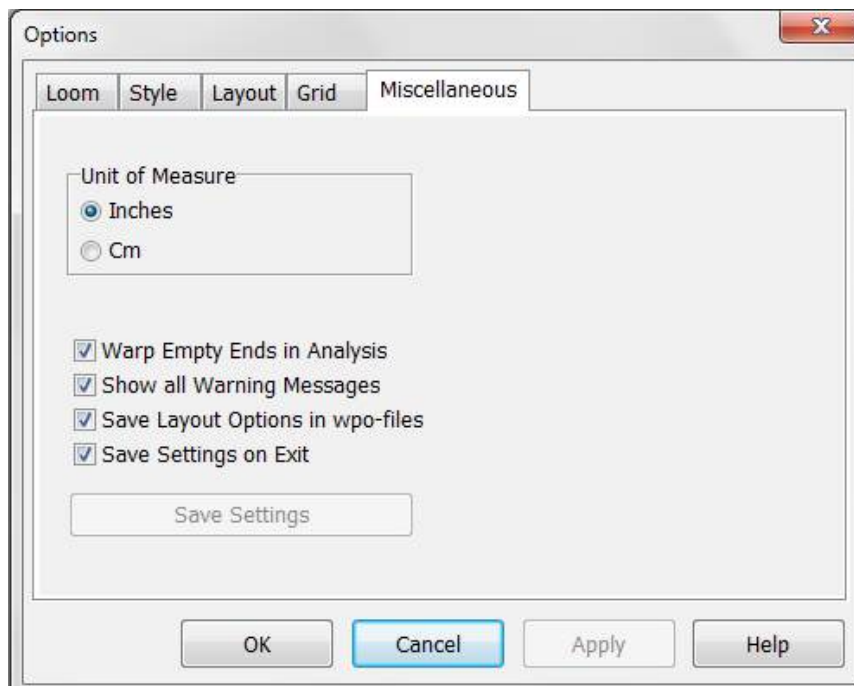 Options
Loom Style Layout Grid Miscellaneous
Unit of Measure
Inches
Cm
Warp Empty Ends in Analysis
Show all Warning Messages
Save Layout Options in wpo-files
Save Settings on Exit
Save Settings
OK Cancel Apply Help